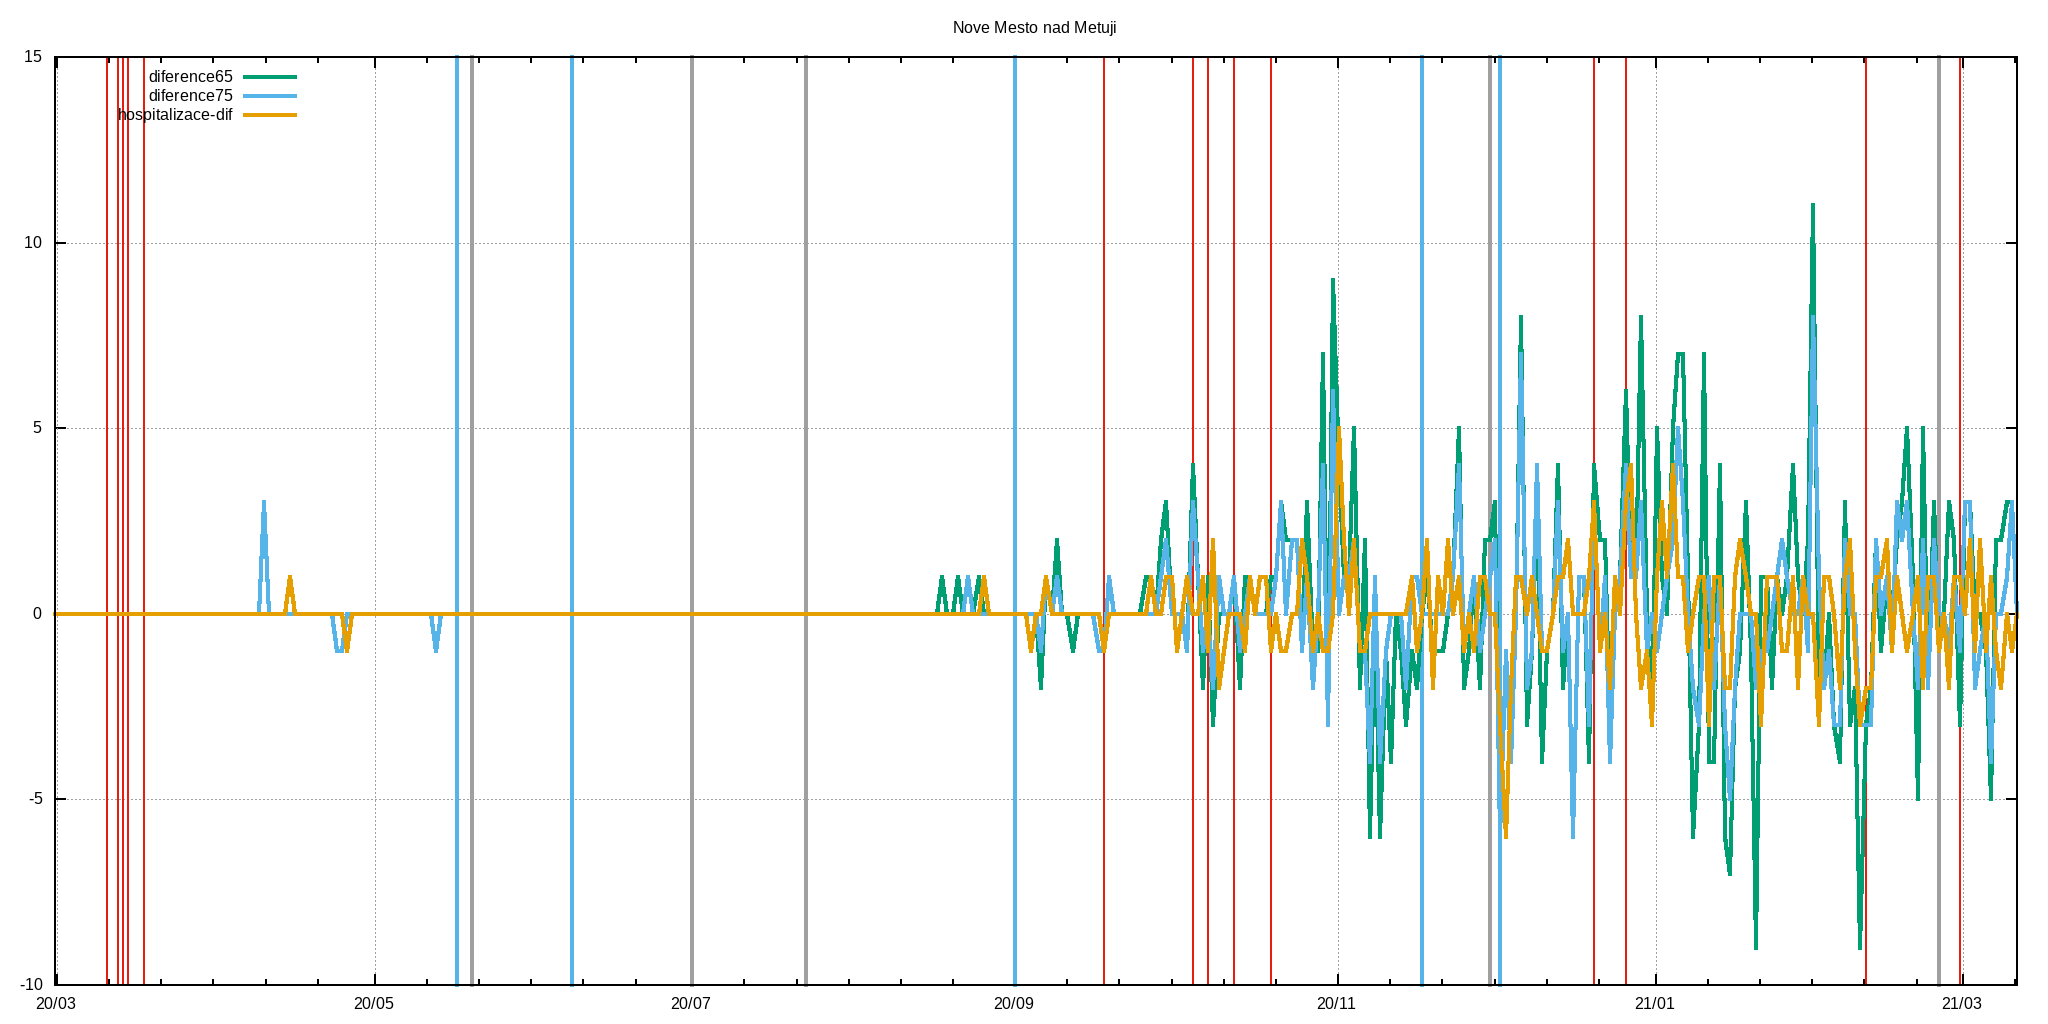 Nove Mesto nad Metuji
15
diference65
diference75
hospitalizace-dif
10
5
0
-5
-10
20/03 20/05 20/07 20/09 20/11 21/01 21/03